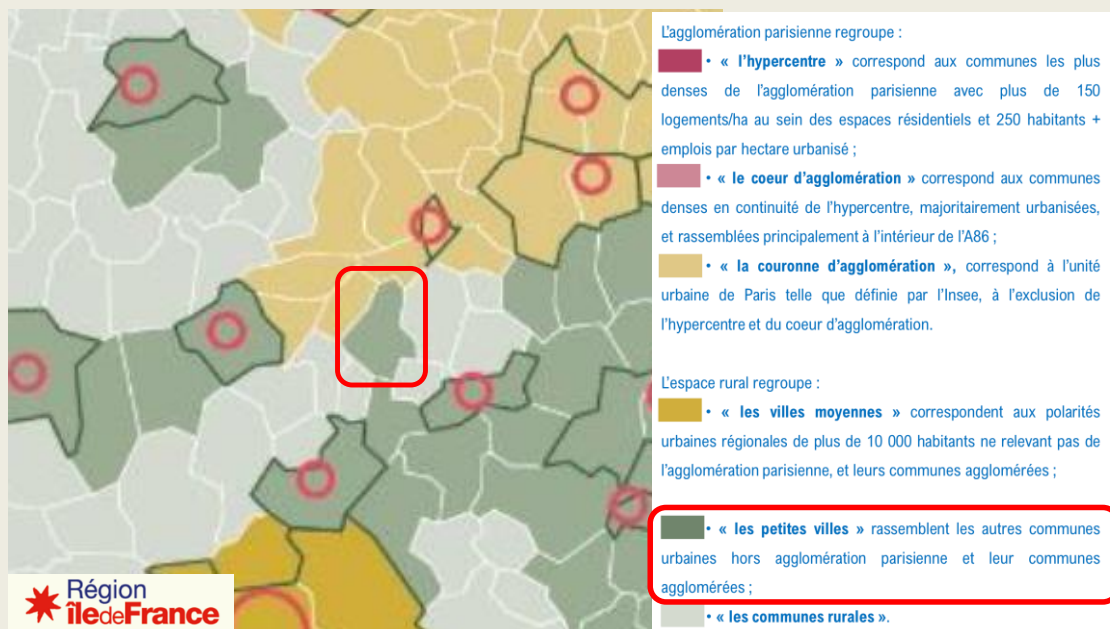 L'agglomération parisienne regroupe :
• « l'hypercentre » correspond aux communes les plus
denses de l'agglomération parisienne avec plus de 150
logements/ha au sein des espaces résidentiels et 250 habitants +
emplois par hectare urbanisé ;
• « le coeur d'agglomération » correspond aux communes
denses en continuité de l'hypercentre, majoritairement urbanisées,
et rassemblées principalement à l'intérieur de l'A86 ;
• « la couronne d'agglomération », correspond à l'unité
urbaine de Paris telle que définie par l'Insee, à l'exclusion de
l'hypercentre et du coeur d'agglomération.
L'espace rural regroupe :
• « les villes moyennes » correspondent aux polarités
urbaines régionales de plus de 10 000 habitants ne relevant pas de
l'agglomération parisienne, et leurs communes agglomérées ;
• « les petites villes » rassemblent les autres communes
urbaines hors agglomération parisienne et leur communes
agglomérées ;
• « les communes rurales ».
Région
îledeFrance